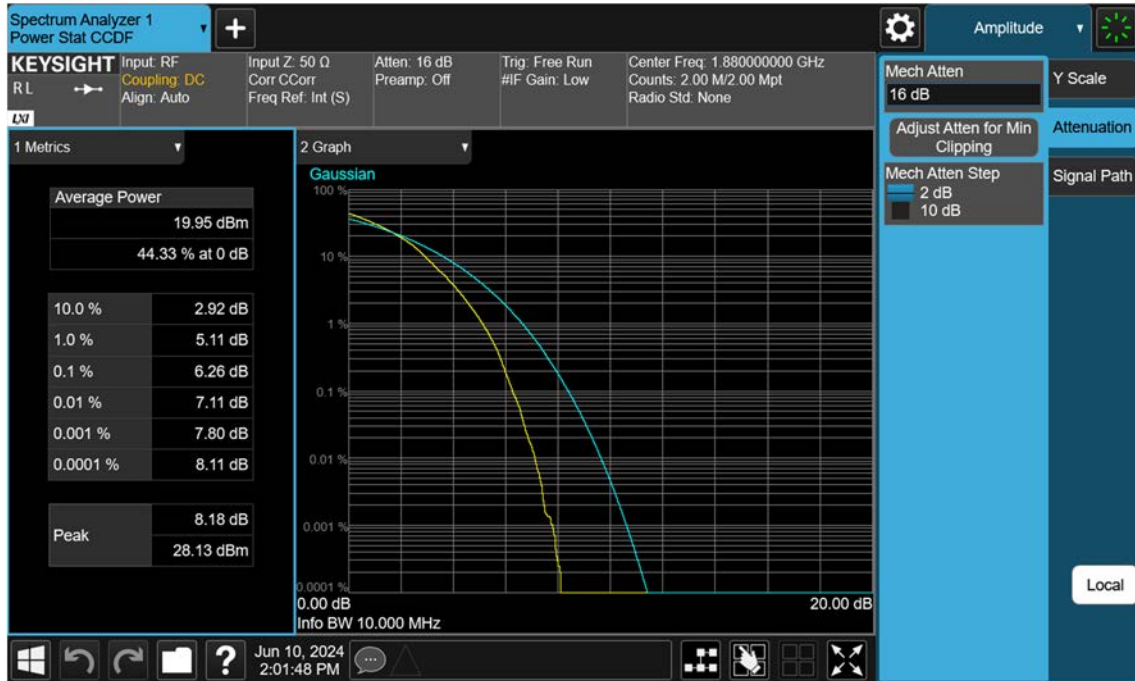 Spectrum Analyzer 1
Power Stat CCDF
Amplitude
KEYSIGHT
R L
LXI
Input: RF
Coupling: DC
Align: Auto
Input Z: 50 Ω
Corr CCorr
Freq Ref: Int (S)
Atten: 16 dB
Preamp: Off
Trig: Free Run
#IF Gain: Low
Center Freq: 1.880000000 GHz
Counts: 2.00 M/2.00 Mpt
Radio Std: None
1 Metrics
Average Power
19.95 dBm
44.33 % at 0 dB
10.0 % 2.92 dB
1.0 % 5.11 dB
0.1 % 6.26 dB
0.01 % 7.11 dB
0.001 % 7.80 dB
0.0001 % 8.11 dB
Peak
8.18 dB
28.13 dBm
2 Graph
Gaussian
100 %
10 %
1 %
0.1 %
0.01 %
0.001 %
0.0001 %
0.00 dB 20.00 dB
Info BW 10.000 MHz
Mech Atten
16 dB
Adjust Atten for Min
Clipping
Mech Atten Step
2 dB
10 dB
Y Scale
Attenuation
Signal Path
Local
?
Jun 10, 2024
2:01:48 PM